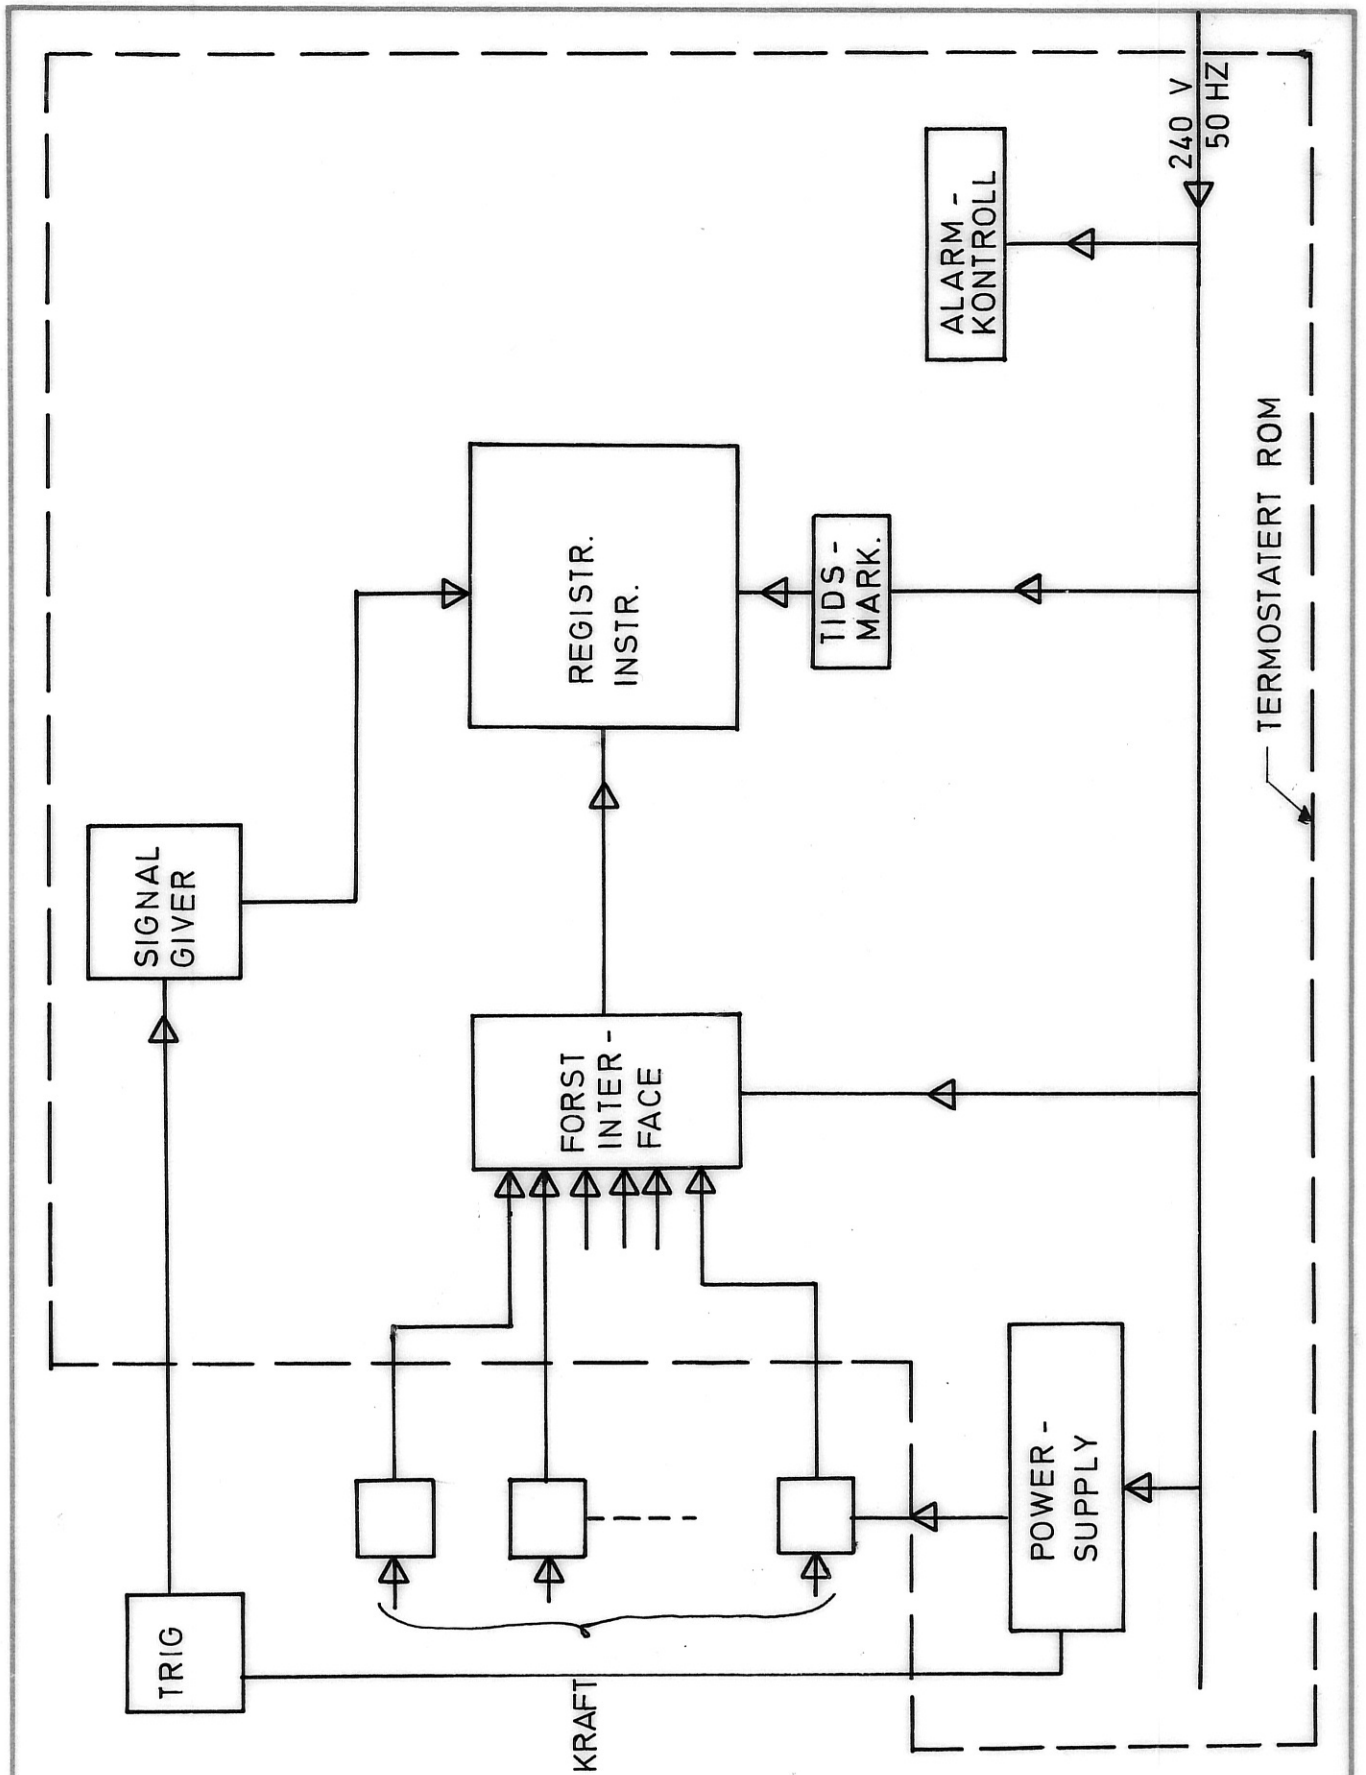 TRIG
SIGNAL
GIVER
KRAFT
FORST
INTER-
FACE
REGISTR.
INSTR.
TIDS-
MARK.
ALARM-
KONTROLL
POWER-
SUPPLY
240 V
50 HZ
TERMOSTATERT ROM